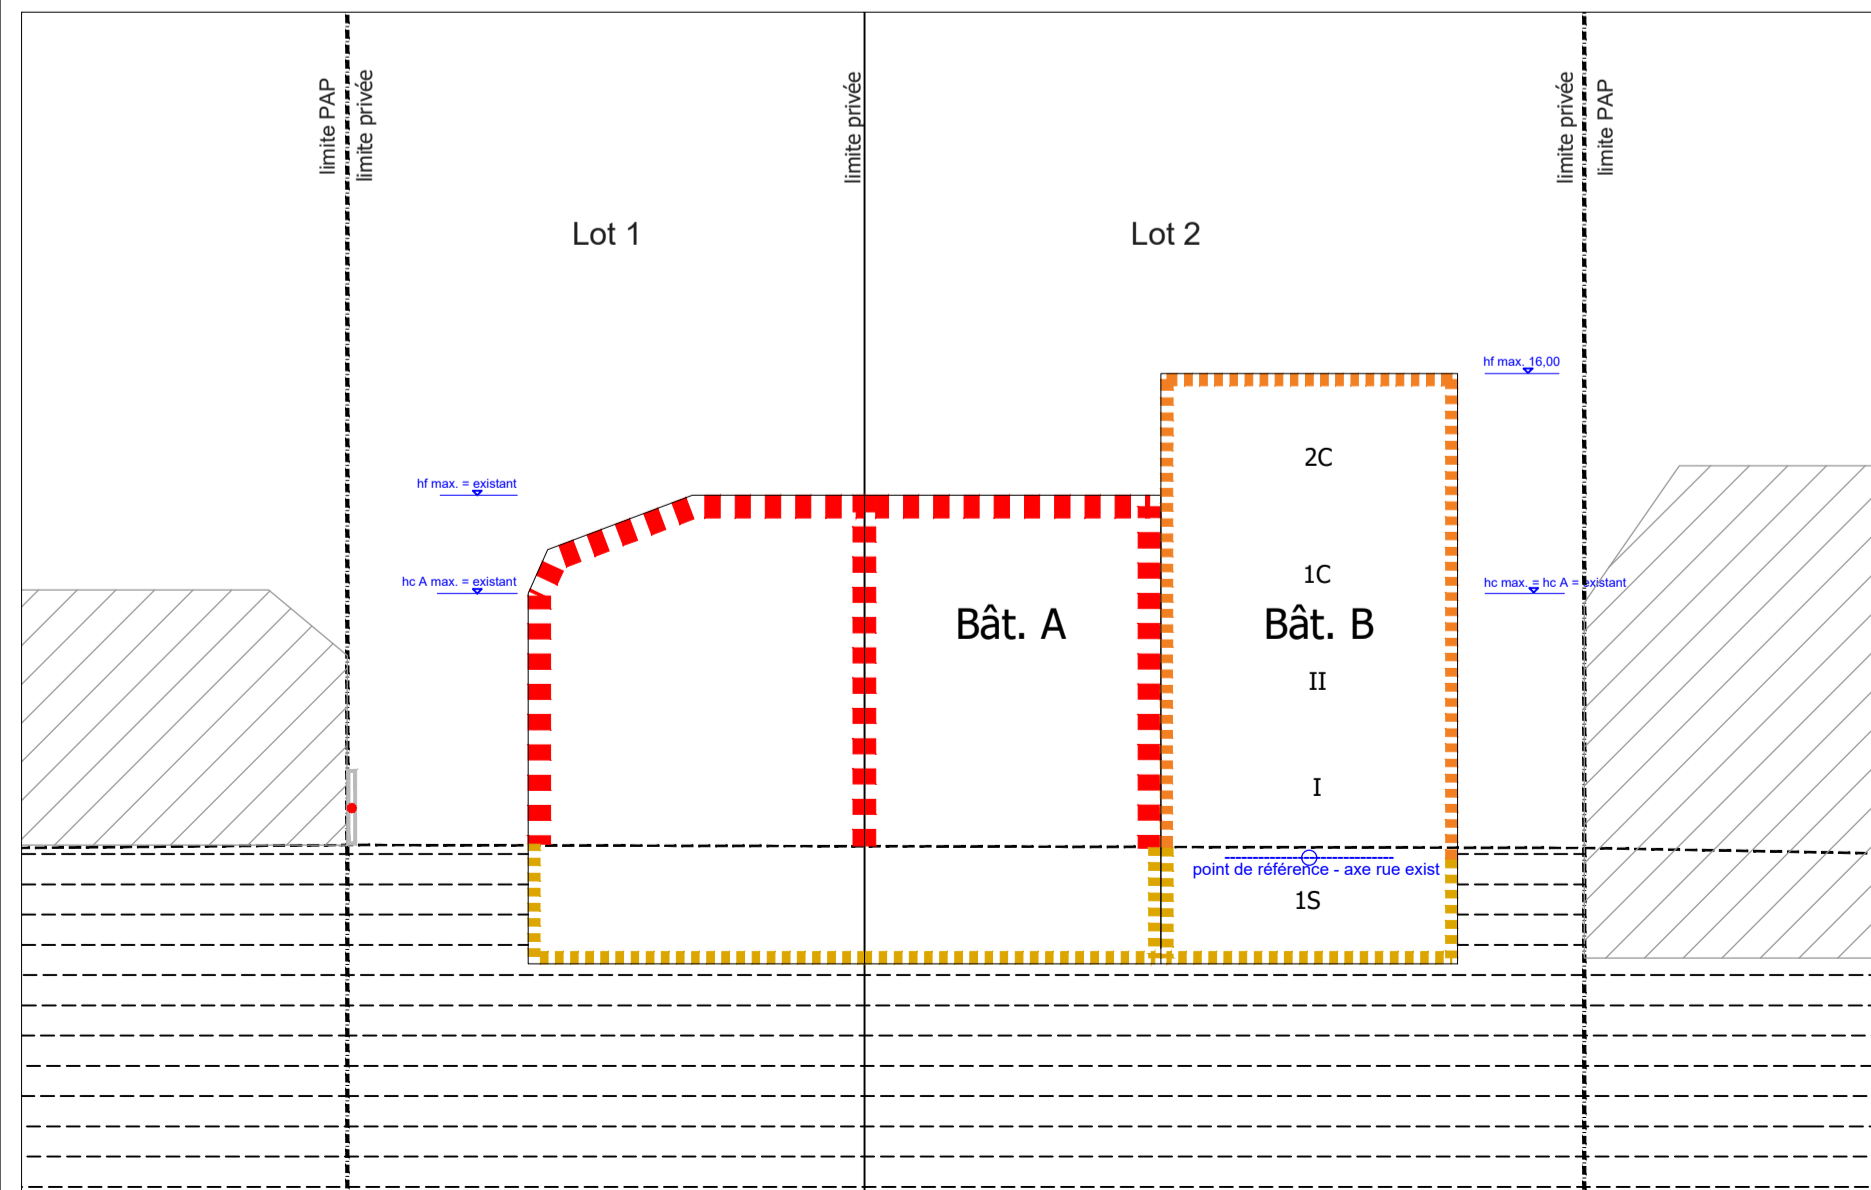 limite PAP
limite privée
limite privée
limite privée
limite PAP
Lot 1
Lot 2
hf max. 16,00
2C
hf max. = existant
1C
hc A max. = existant
hc max. = hc A = existant
Bât. A
Bât. B
II
I
point de référence - axe rue exist
1S